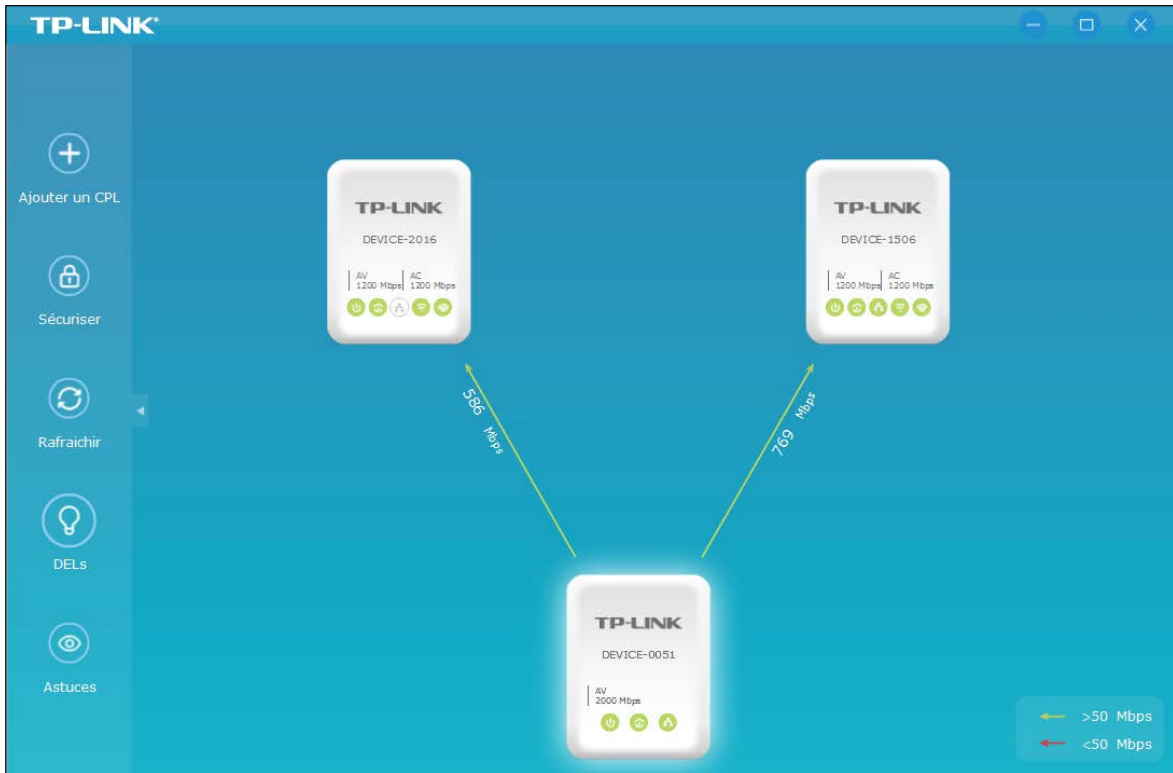 TP-LINK®
Ajouter un CPL
Sécuriser
Rafraichir
DELs
Astuces
TP-LINK
DEVICE-2016
AV AC
1200 Mbps 1200 Mbps
TP-LINK
DEVICE-1506
AV AC
1200 Mbps 1200 Mbps
586 Mbps
769 Mbps
TP-LINK
DEVICE-0051
AV
2000 Mbps
>50 Mbps
<50 Mbps